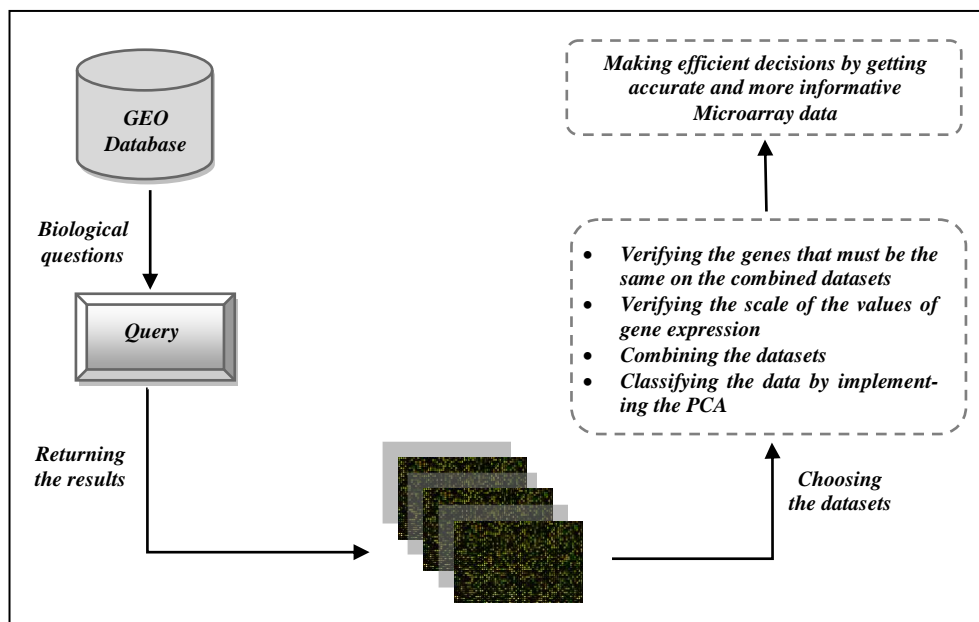 GEO
Database
Biological
questions
Query
Returning
the results
Choosing
the datasets
• Verifying the genes that must be the
same on the combined datasets
• Verifying the scale of the values of
gene expression
• Combining the datasets
• Classifying the data by implement-
ing the PCA
Making efficient decisions by getting
accurate and more informative
Microarray data